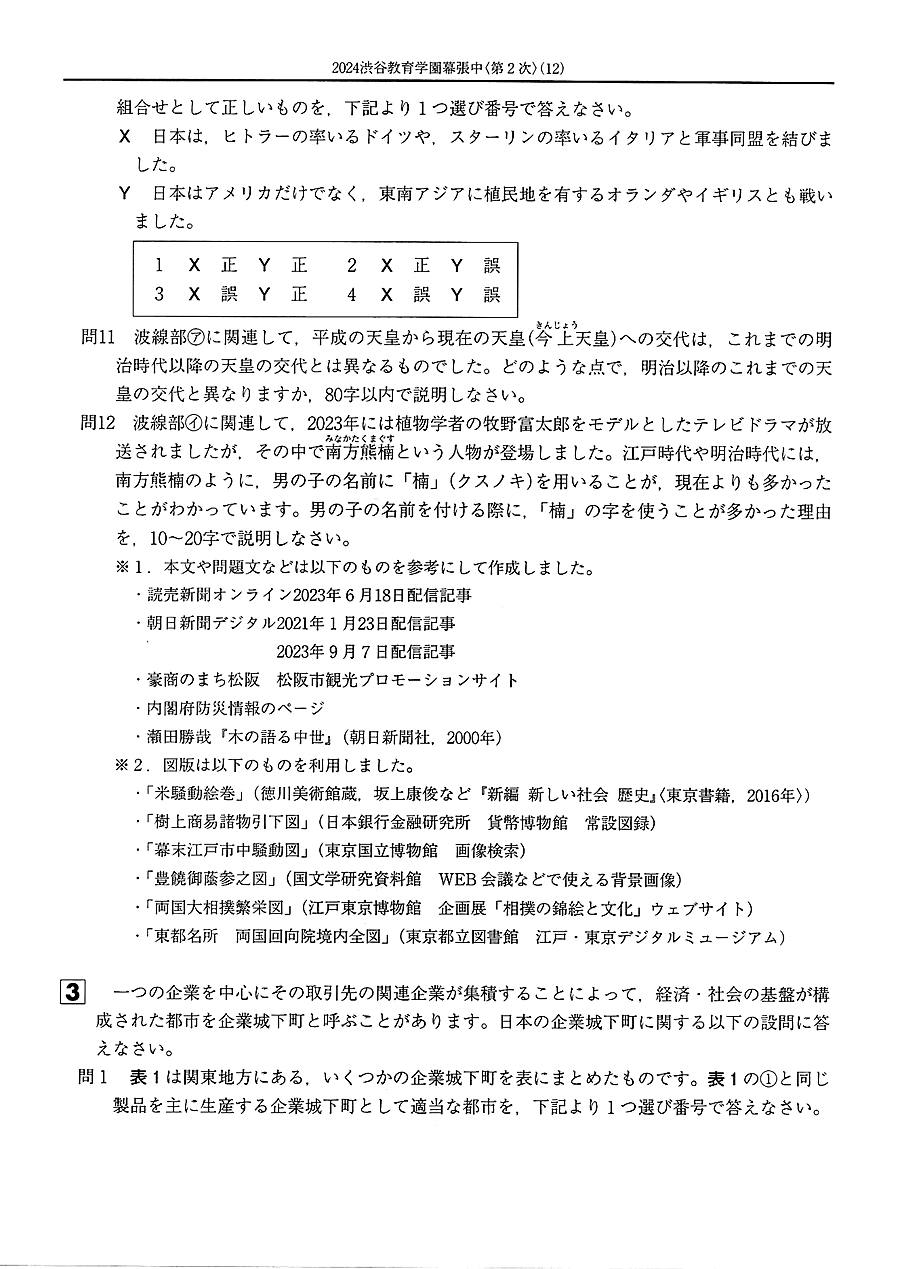 2024渋谷教育学園幕張中〈第2次〉(12)
組合せとして正しいものを，下記より1つ選び番号で答えなさい。
X 日本は，ヒトラーの率いるドイツや，スターリンの率いるイタリアと軍事同盟を結びま
した。
Y 日本はアメリカだけでなく，東南アジアに植民地を有するオランダやイギリスとも戦い
ました。
1 X 正 Y 正 2 X 正 Y 誤
3 X 誤 Y 正 4 X 誤 Y 誤
きんじょう
問11 波線部㋐に関連して，平成の天皇から現在の天皇(今上天皇)への交代は，これまでの明
治時代以降の天皇の交代とは異なるものでした。どのような点で，明治以降のこれまでの天
皇の交代と異なりますか，80字以内で説明しなさい。
問12 波線部㋑に関連して，2023年には植物学者の牧野富太郎をモデルとしたテレビドラマが放
みなかたくまぐす
送されましたが，その中で南方熊楠という人物が登場しました。江戸時代や明治時代には，
南方熊楠のように，男の子の名前に「楠」(クスノキ)を用いることが，現在よりも多かった
ことがわかっています。男の子の名前を付ける際に，「楠」の字を使うことが多かった理由
を，10〜20字で説明しなさい。
※1．本文や問題文などは以下のものを参考にして作成しました。
・読売新聞オンライン2023年6月18日配信記事
・朝日新聞デジタル2021年1月23日配信記事
2023年9月7日配信記事
・豪商のまち松阪 松阪市観光プロモーションサイト
・内閣府防災情報のページ
・瀬田勝哉『木の語る中世』(朝日新聞社，2000年)
※2．図版は以下のものを利用しました。
・「米騒動絵巻」(徳川美術館蔵，坂上康俊など『新編 新しい社会 歴史』〈東京書籍，2016年〉)
・「樹上商易諸物引下図」(日本銀行金融研究所 貨幣博物館 常設図録)
・「幕末江戸市中騒動図」(東京国立博物館 画像検索)
・「豊饒御蔭参之図」(国文学研究資料館 WEB会議などで使える背景画像)
・「両国大相撲繁栄図」(江戸東京博物館 企画展「相撲の錦絵と文化」ウェブサイト)
・「東都名所 両国回向院境内全図」(東京都立図書館 江戸・東京デジタルミュージアム)
3 一つの企業を中心にその取引先の関連企業が集積することによって，経済・社会の基盤が構
成された都市を企業城下町と呼ぶことがあります。日本の企業城下町に関する以下の設問に答
えなさい。
問1 表1は関東地方にある，いくつかの企業城下町を表にまとめたものです。表1の①と同じ
製品を主に生産する企業城下町として適当な都市を，下記より1つ選び番号で答えなさい。